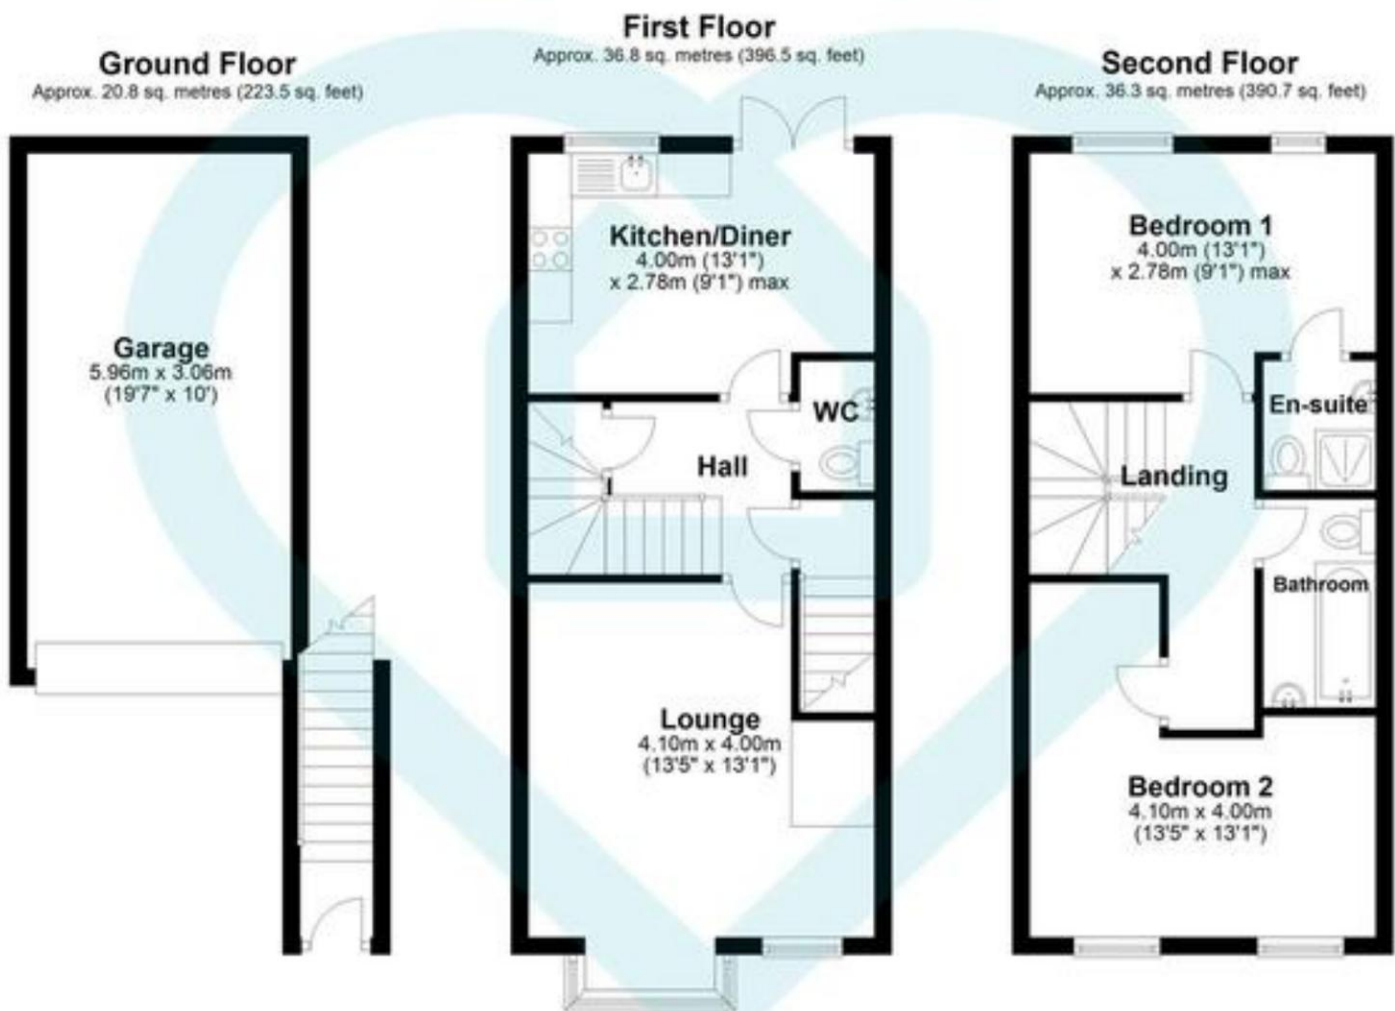 Ground Floor
Approx. 20.8 sq. metres (223.5 sq. feet)
Garage
5.96m x 3.06m
(19'7" x 10')
First Floor
Approx. 36.8 sq. metres (396.5 sq. feet)
Kitchen/Diner
4.00m (13'1")
x 2.78m (9'1") max
WC
Hall
Lounge
4.10m x 4.00m
(13'5" x 13'1")
Second Floor
Approx. 36.3 sq. metres (390.7 sq. feet)
Bedroom 1
4.00m (13'1")
x 2.78m (9'1") max
En-suite
Landing
Bathroom
Bedroom 2
4.10m x 4.00m
(13'5" x 13'1")